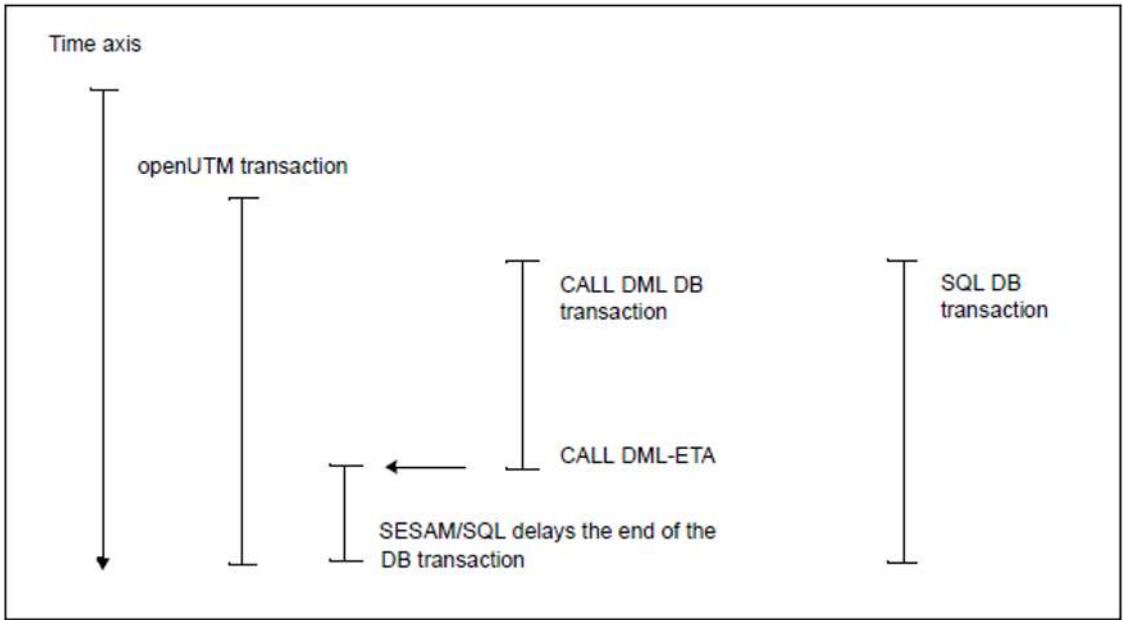 Time axis
openUTM transaction
CALL DML DB
transaction
SQL DB
transaction
CALL DML-ETA
SESAM/SQL delays the end of the
DB transaction